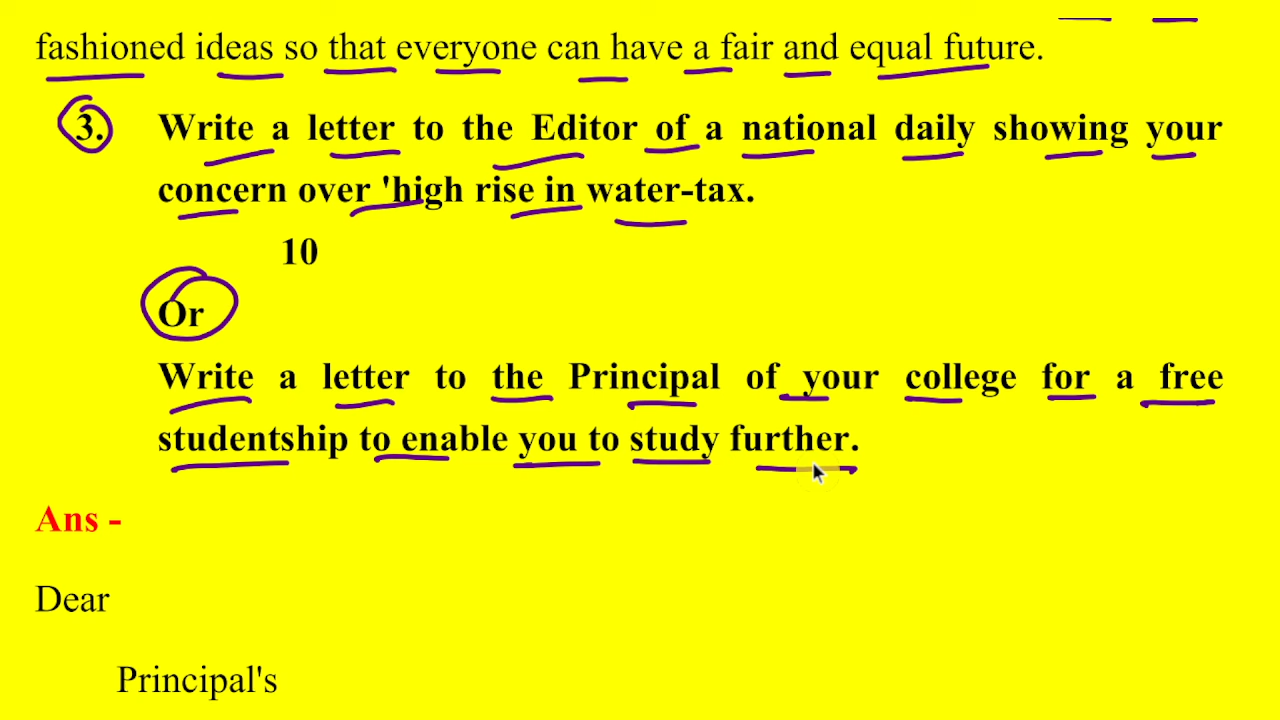 fashioned ideas so that everyone can have a fair and equal future.
3. Write a letter to the Editor of a national daily showing your
concern over 'high rise in water-tax.
10
Or
Write a letter to the Principal of your college for a free
studentship to enable you to study further.
Ans -
Dear
Principal's